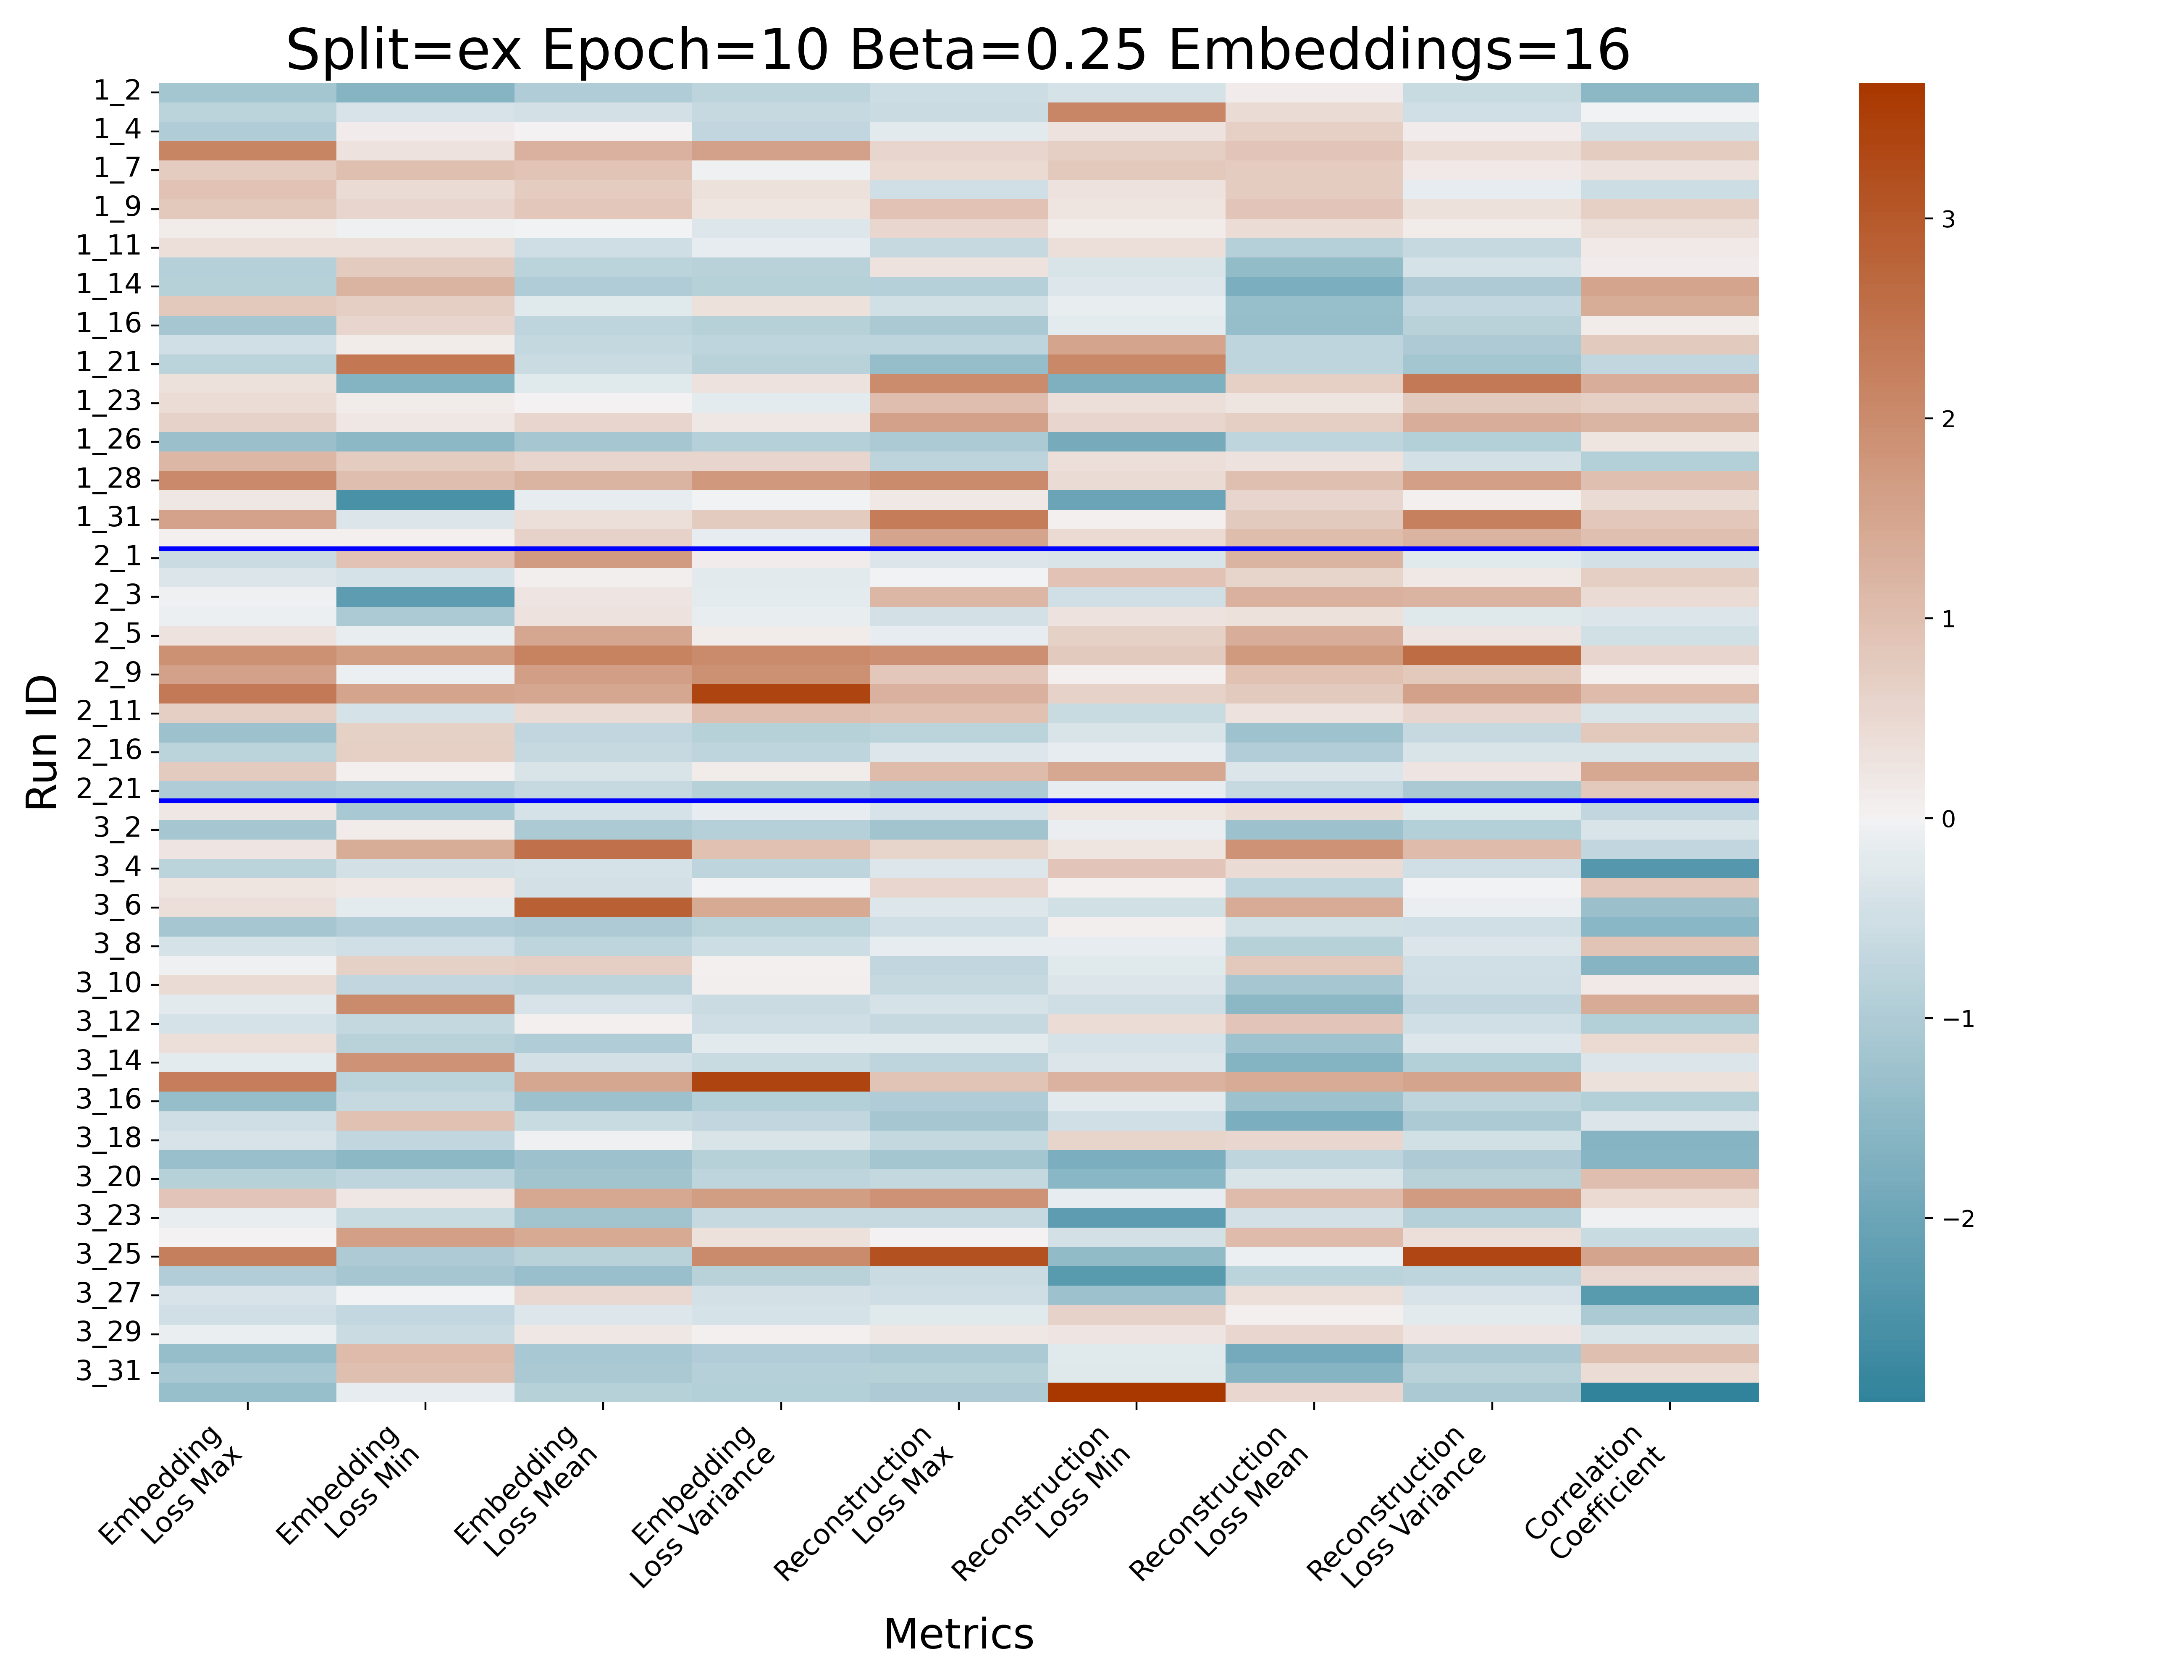 Split=ex Epoch=10 Beta=0.25 Embeddings=16
Run ID
1_2
1_4
1_7
1_9
1_11
1_14
1_16
1_21
1_23
1_26
1_28
1_31
2_1
2_3
2_5
2_9
2_11
2_16
2_21
3_2
3_4
3_6
3_8
3_10
3_12
3_14
3_16
3_18
3_20
3_23
3_25
3_27
3_29
3_31
3
2
1
0
−1
−2
Embedding
Loss Max
Embedding
Loss Min
Embedding
Loss Mean
Embedding
Loss Variance
Reconstruction
Loss Max
Reconstruction
Loss Min
Reconstruction
Loss Mean
Reconstruction
Loss Variance
Correlation
Coefficient
Metrics